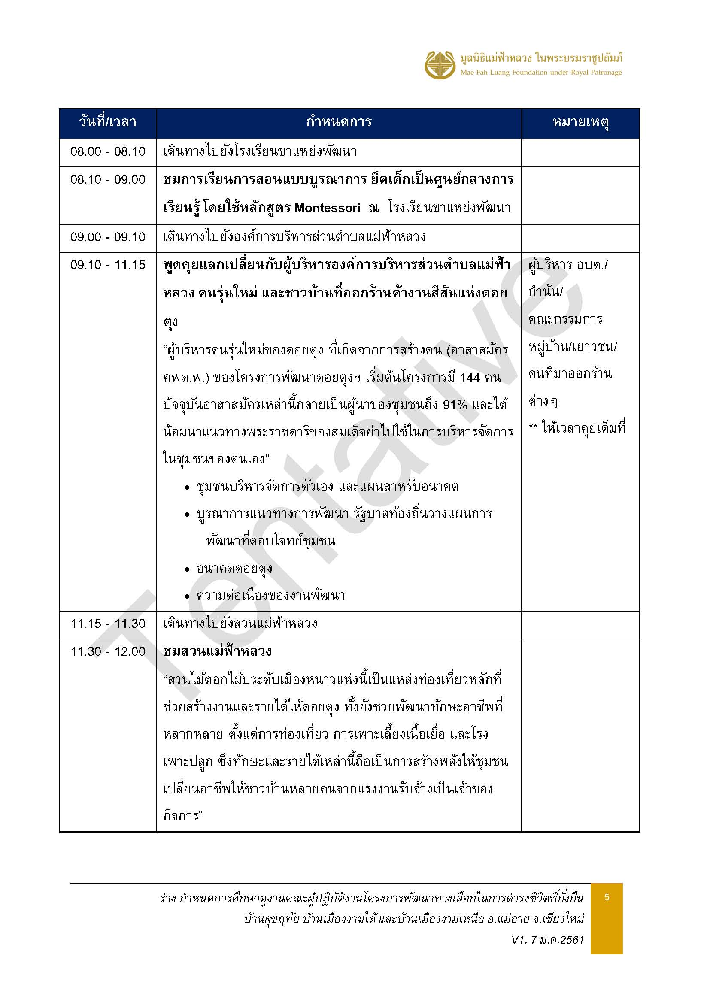 มูลนิธิแม่ฟ้าหลวง ในพระบรมราชูปถัมภ์
Mae Fah Luang Foundation under Royal Patronage
วันที่/เวลา กำหนดการ หมายเหตุ
08.00 - 08.10 เดินทางไปยังโรงเรียนขาแหย่งพัฒนา
08.10 - 09.00 ชมการเรียนการสอนแบบบูรณาการ ยึดเด็กเป็นศูนย์กลางการ
เรียนรู้ โดยใช้หลักสูตร Montessori ณ โรงเรียนขาแหย่งพัฒนา
09.00 - 09.10 เดินทางไปยังองค์การบริหารส่วนตำบลแม่ฟ้าหลวง
09.10 - 11.15 พูดคุยแลกเปลี่ยนกับผู้บริหารองค์การบริหารส่วนตำบลแม่ฟ้า
หลวง คนรุ่นใหม่ และชาวบ้านที่ออกร้านค้างานสีสันแห่งดอย
ตุง
“ผู้บริหารคนรุ่นใหม่ของดอยตุง ที่เกิดจากการสร้างคน (อาสาสมัคร
คพต.พ.) ของโครงการพัฒนาดอยตุงฯ เริ่มต้นโครงการมี 144 คน
ปัจจุบันอาสาสมัครเหล่านี้กลายเป็นผู้นาของชุมชนถึง 91% และได้
น้อมนาแนวทางพระราชดาริของสมเด็จย่าไปใช้ในการบริหารจัดการ
ในชุมชนของตนเอง”
• ชุมชนบริหารจัดการตัวเอง และแผนสาหรับอนาคต
• บูรณาการแนวทางการพัฒนา รัฐบาลท้องถิ่นวางแผนการ
พัฒนาที่ตอบโจทย์ชุมชน
• อนาคตดอยตุง
• ความต่อเนื่องของงานพัฒนา
ผู้บริหาร อบต./
กำนัน/
คณะกรรมการ
หมู่บ้าน/เยาวชน/
คนที่มาออกร้าน
ต่างๆ
** ให้เวลาคุยเต็มที่
11.15 - 11.30 เดินทางไปยังสวนแม่ฟ้าหลวง
11.30 - 12.00 ชมสวนแม่ฟ้าหลวง
“สวนไม้ดอกไม้ประดับเมืองหนาวแห่งนี้เป็นแหล่งท่องเที่ยวหลักที่
ช่วยสร้างงานและรายได้ให้ดอยตุง ทั้งยังช่วยพัฒนาทักษะอาชีพที่
หลากหลาย ตั้งแต่การท่องเที่ยว การเพาะเลี้ยงเนื้อเยื่อ และโรง
เพาะปลูก ซึ่งทักษะและรายได้เหล่านี้ถือเป็นการสร้างพลังให้ชุมชน
เปลี่ยนอาชีพให้ชาวบ้านหลายคนจากแรงงานรับจ้างเป็นเจ้าของ
กิจการ”
Tentative
ร่าง กำหนดการศึกษาดูงานคณะผู้ปฏิบัติงานโครงการพัฒนาทางเลือกในการดำรงชีวิตที่ยั่งยืน
บ้านสุขฤทัย บ้านเมืองงามใต้ และบ้านเมืองงามเหนือ อ.แม่อาย จ.เชียงใหม่
V1. 7 ม.ค.2561
5